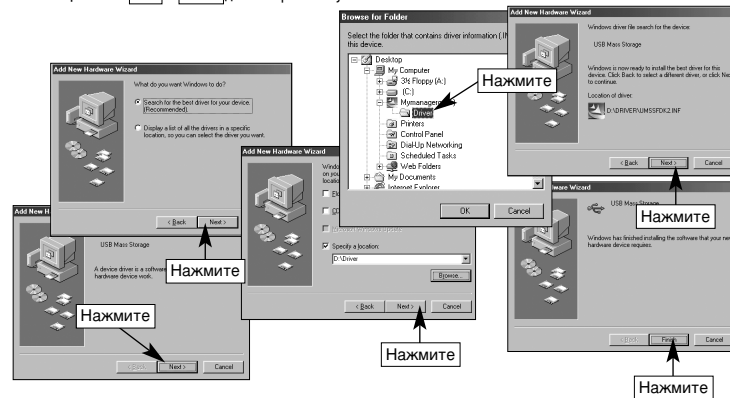 Add New Hardware Wizard
USB Mass Storage
A device driver is a software
hardware device work.
< Back Next > Cancel
Нажмите
Add New Hardware Wizard
What do you want Windows to do?
Search for the best driver for your device.
(Recommended).
Display a list of all the drivers in a specific
location, so you can select the driver you want.
< Back Next >
Нажмите
Add New Hardware Wizard
Specify a location:
D:\Driver
Browse...
< Back Next > Cancel
Нажмите
Browse for Folder
Select the folder that contains driver information (.IN
this device.
Desktop
My Computer
3½ Floppy (A:)
(C:)
Driver
Printers
Control Panel
Dial-Up Networking
Scheduled Tasks
Web Folders
My Documents
Internet Explorer
OK Cancel
Нажмите
Add New Hardware Wizard
Windows driver file search for the device:
USB Mass Storage
Windows is now ready to install the best driver for this
device. Click Back to select a different driver, or click Nex
to continue.
Location of driver:
D:\DRIVER\UMSSFDK2.INF
< Back Next > Cancel
Нажмите
ware Wizard
USB Mass Storage
Windows has finished installing the software that your new
hardware device requires.
< Back Finish Cancel
Нажмите